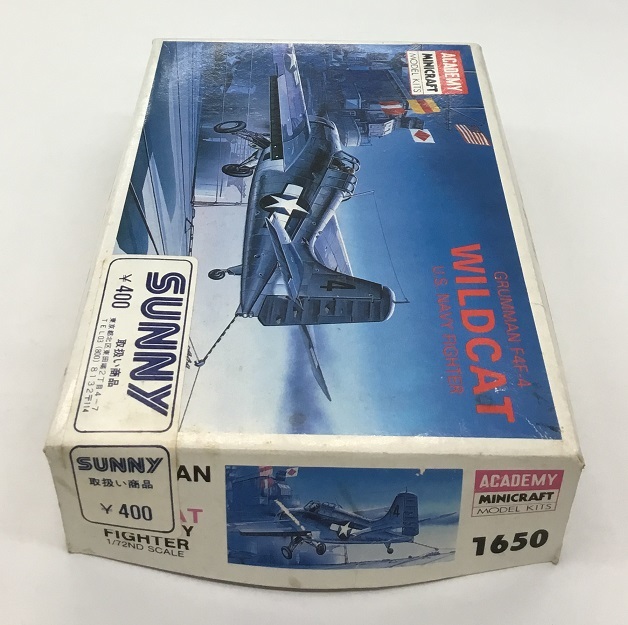 ACADEMY
MINICRAFT
MODEL KITS
GRUMMAN F4F-4
WILDCAT
U.S. NAVY FIGHTER
4
SUNNY
¥400
取扱い商品
SUNNY
取扱い商品
¥400
AN
AT
Y
FIGHTER
1/72ND SCALE
ACADEMY
MINICRAFT
MODEL KITS
1650